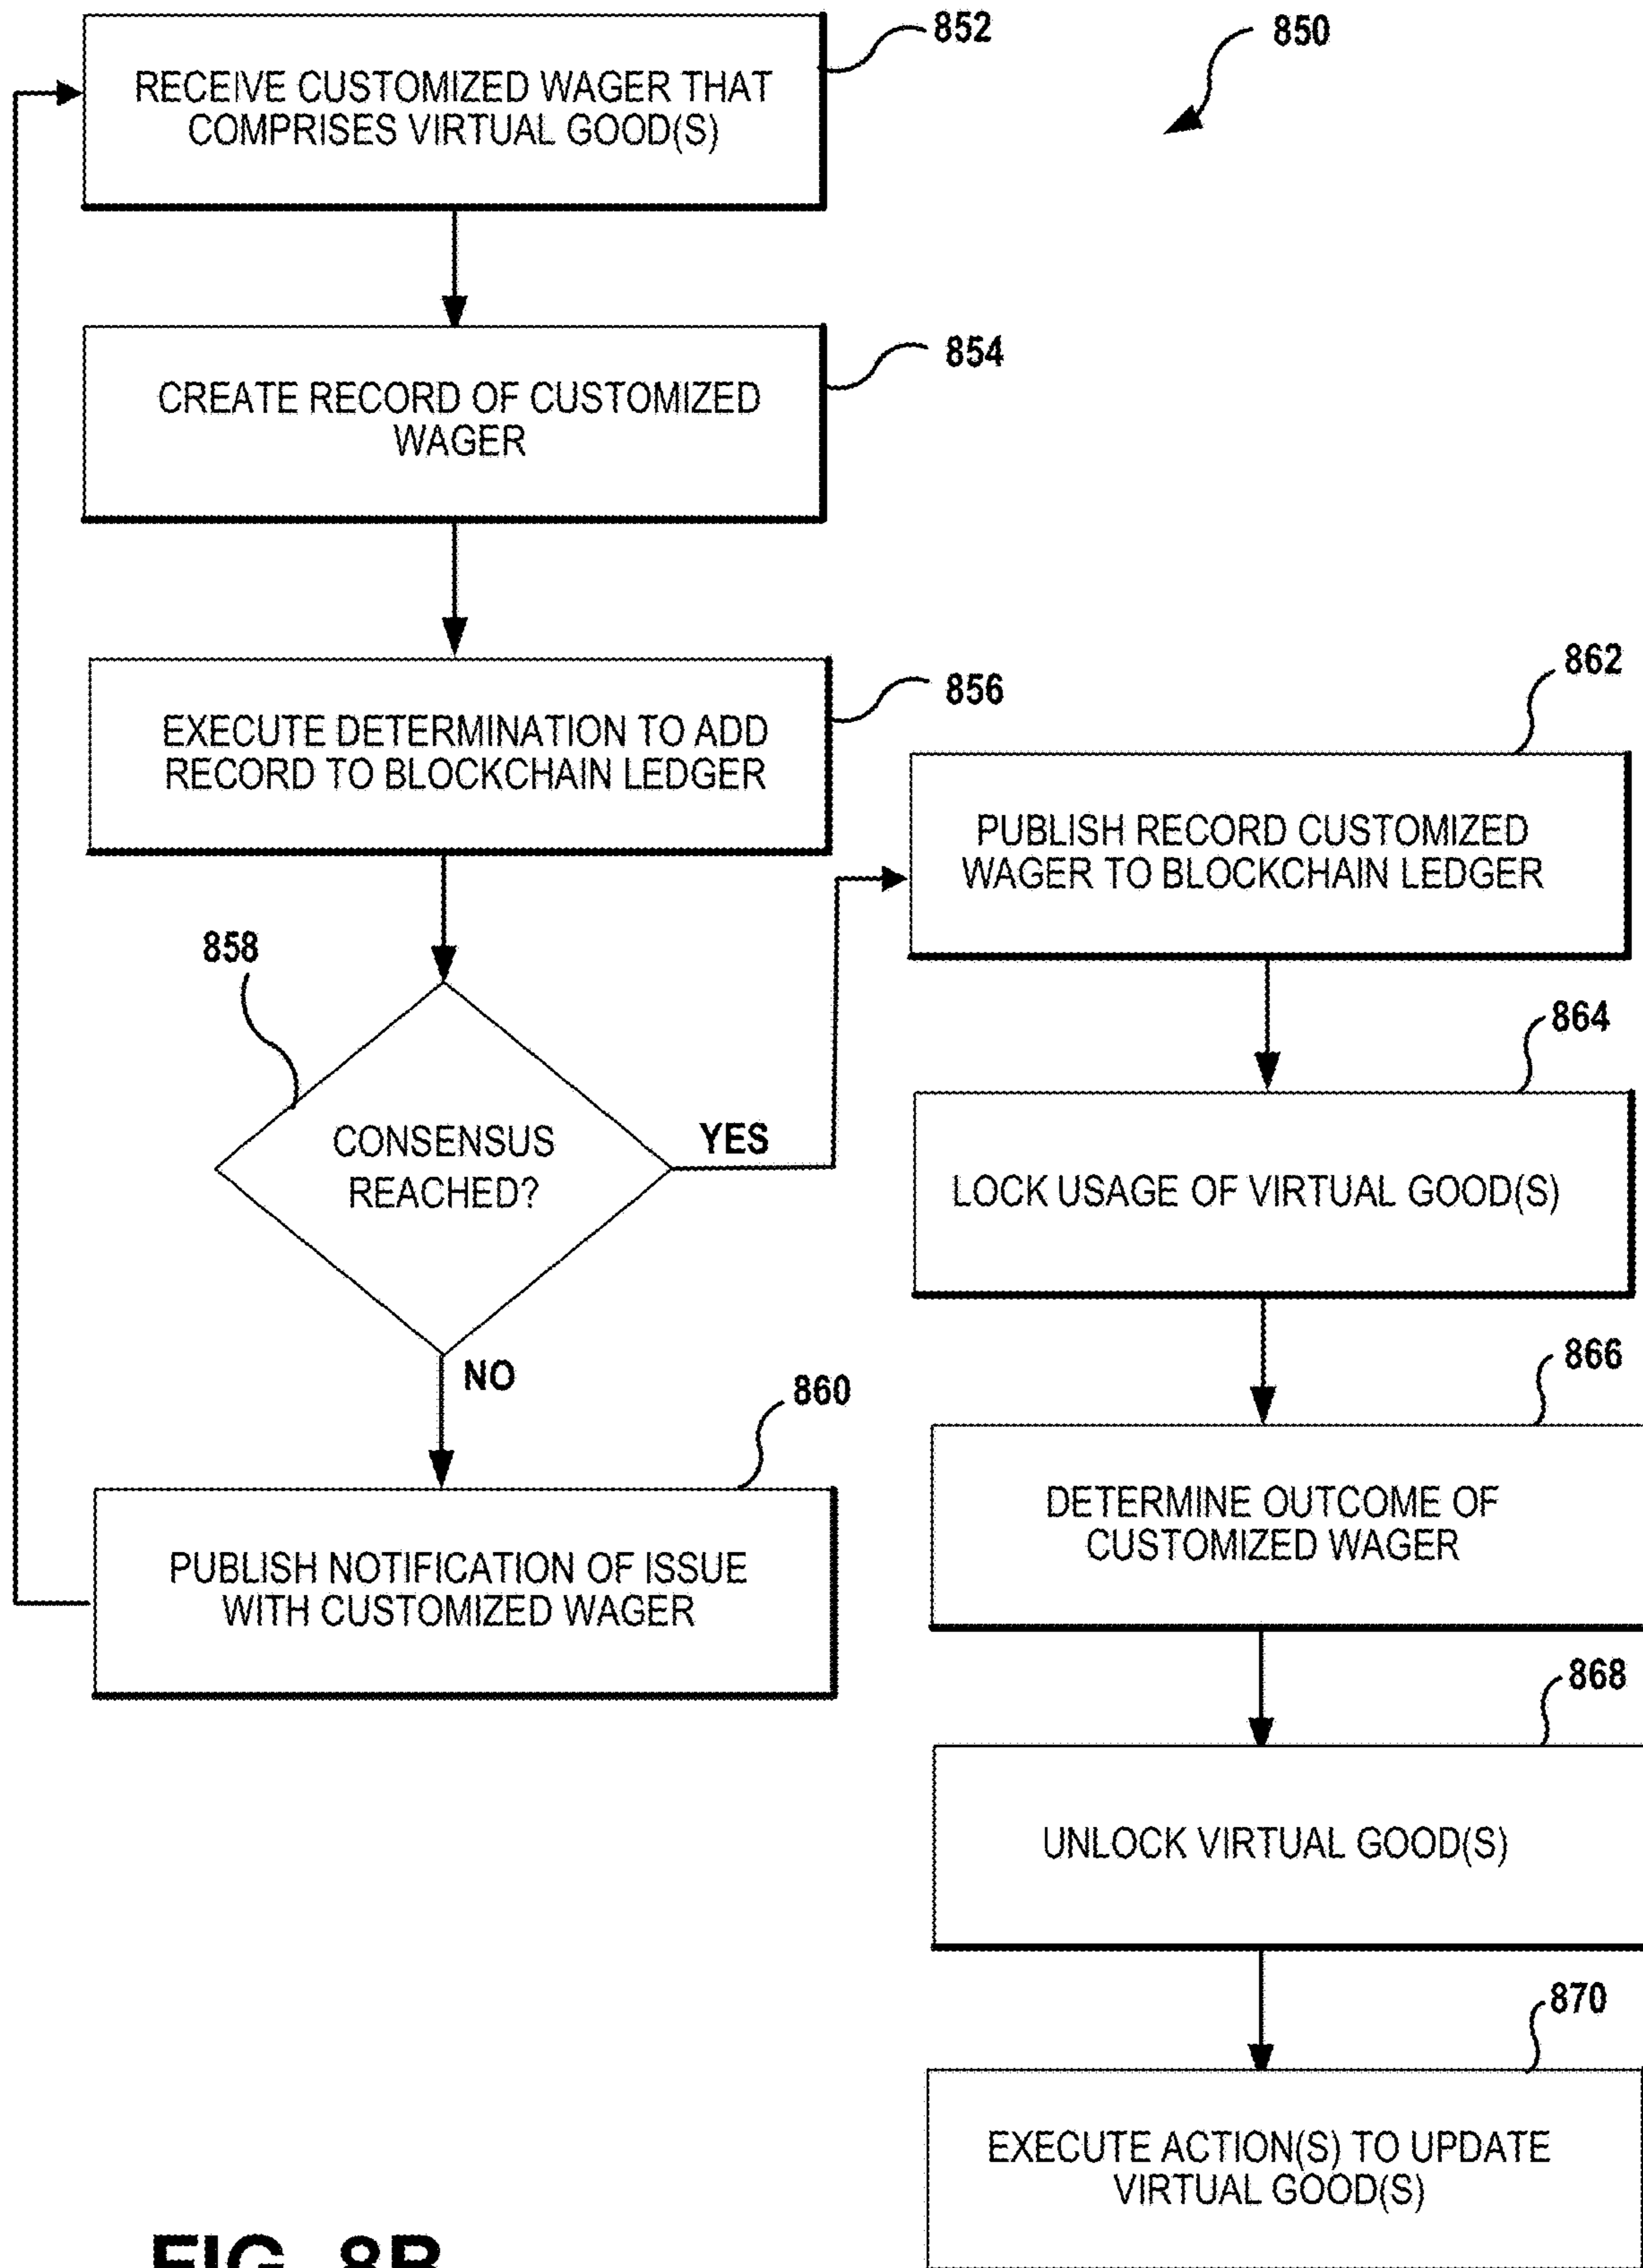 852
850
RECEIVE CUSTOMIZED WAGER THAT
COMPRISES VIRTUAL GOOD(S)
854
CREATE RECORD OF CUSTOMIZED
WAGER
856
EXECUTE DETERMINATION TO ADD
RECORD TO BLOCKCHAIN LEDGER
858
CONSENSUS
REACHED?
YES
NO
860
PUBLISH NOTIFICATION OF ISSUE
WITH CUSTOMIZED WAGER
862
PUBLISH RECORD CUSTOMIZED
WAGER TO BLOCKCHAIN LEDGER
864
LOCK USAGE OF VIRTUAL GOOD(S)
866
DETERMINE OUTCOME OF
CUSTOMIZED WAGER
868
UNLOCK VIRTUAL GOOD(S)
870
EXECUTE ACTION(S) TO UPDATE
VIRTUAL GOOD(S)
FIG. 8B